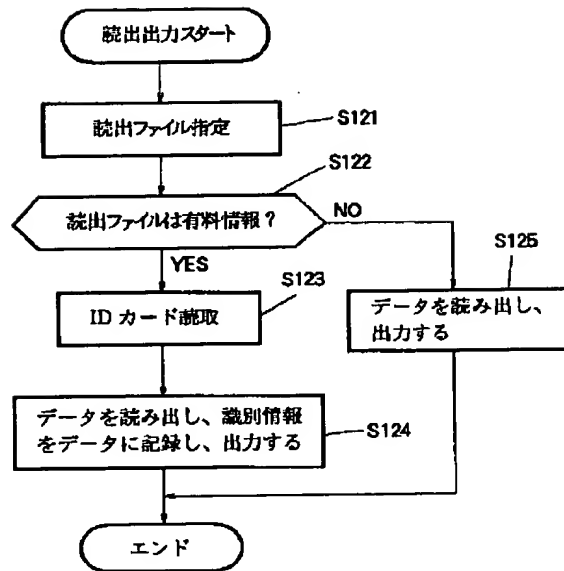 読出出力スタート
読出ファイル指定
S121
S122
読出ファイルは有料情報？
NO
YES
S123
S125
IDカード読取
データを読み出し、
出力する
データを読み出し、識別情報
をデータに記録し、出力する
S124
エンド